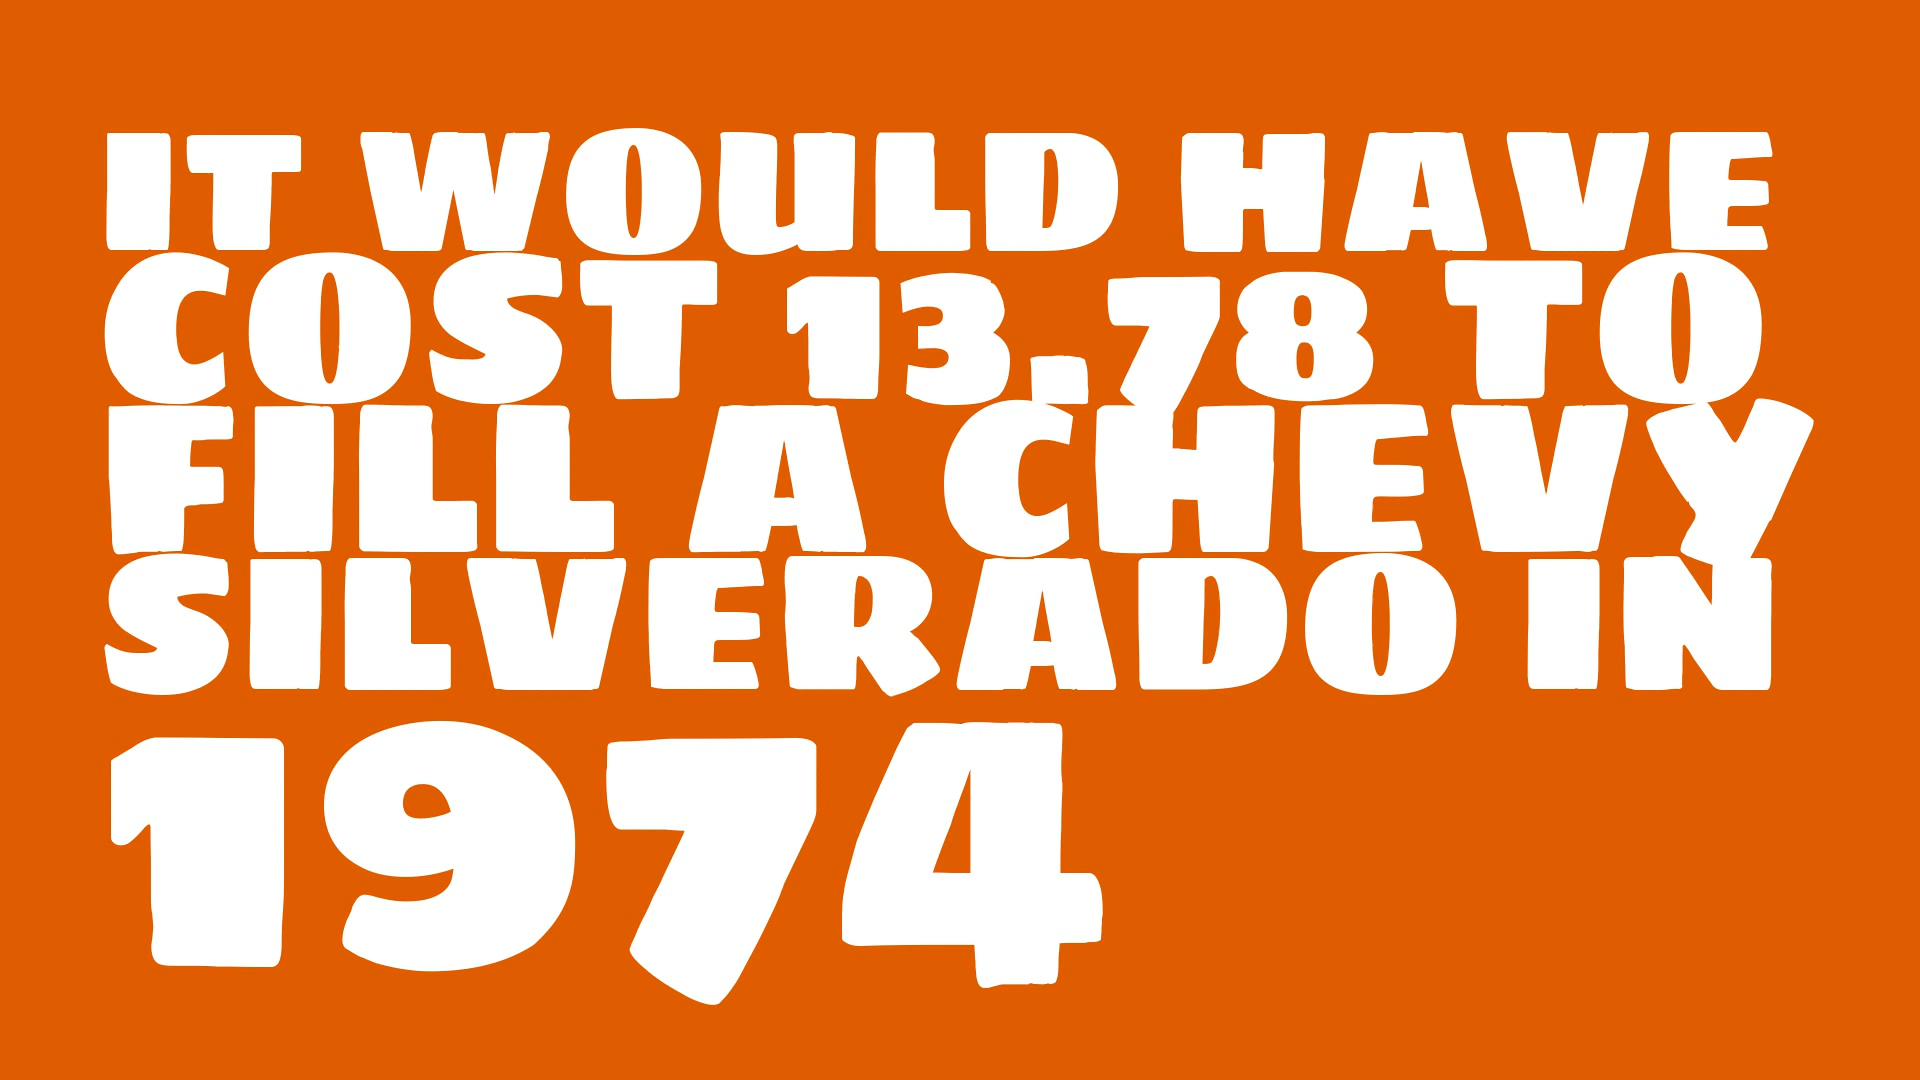 IT WOULD HAVE
COST 13.78 TO
FILL A CHEVY
SILVERADO IN
1974